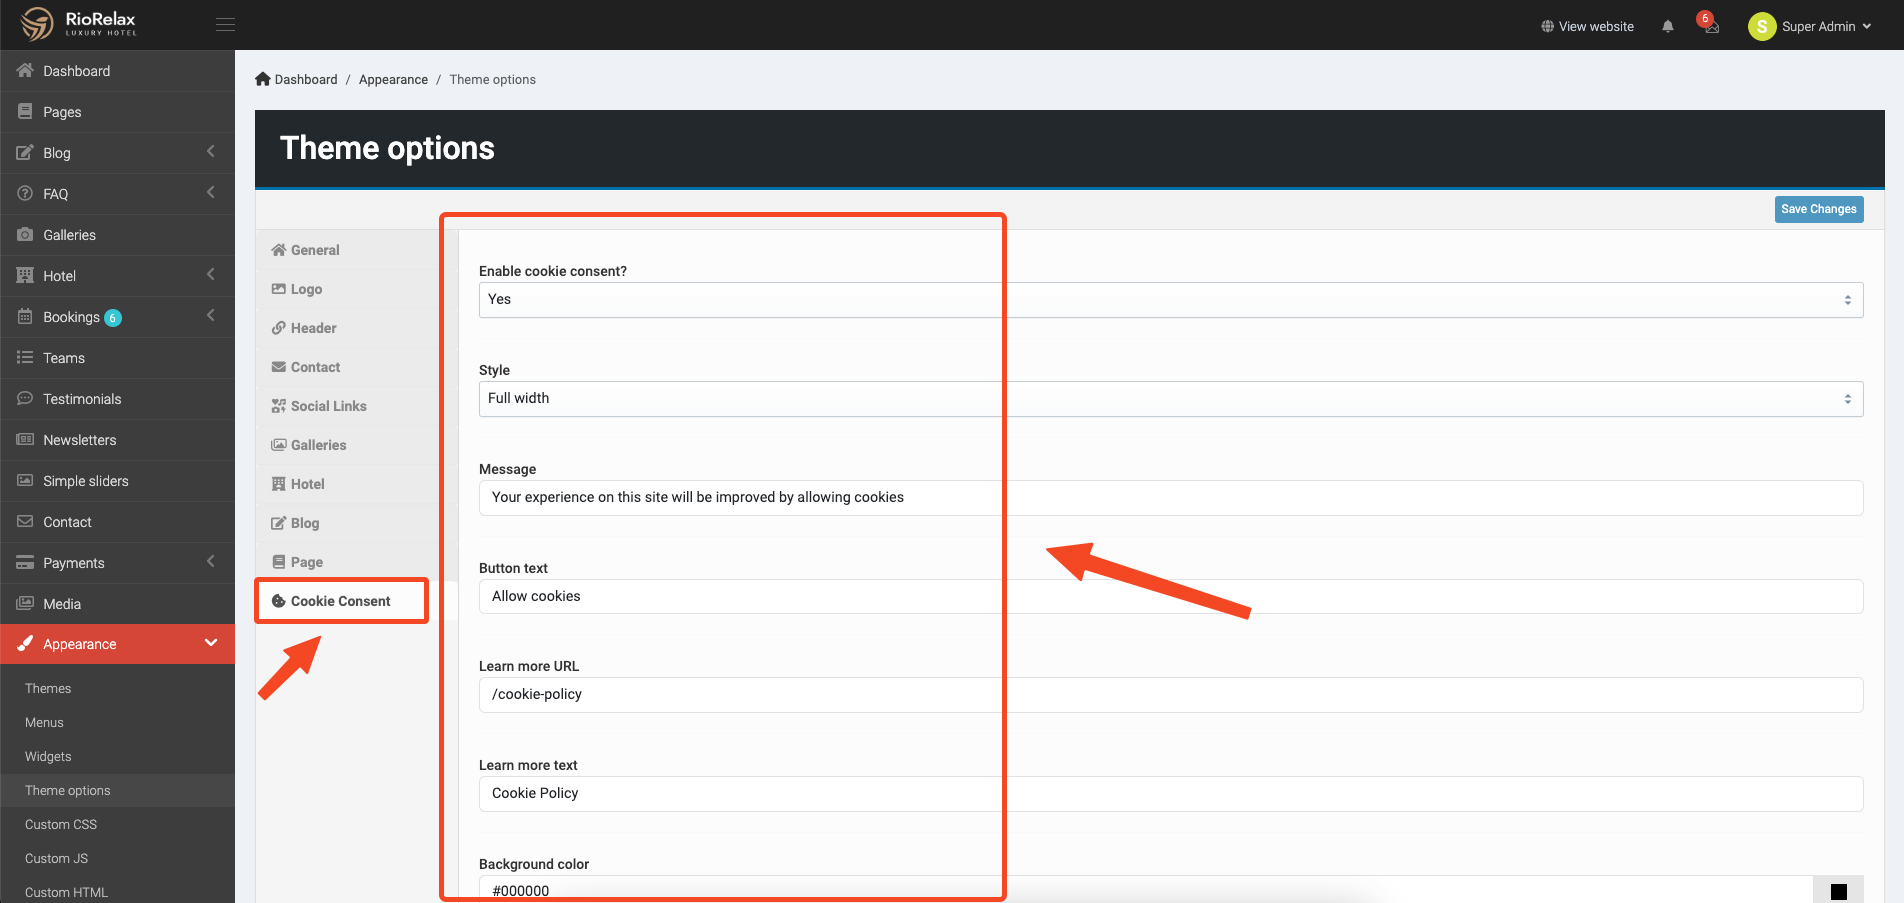 RioRelax
LUXURY HOTEL
View website
6
S
Super Admin
Dashboard
Pages
Blog
FAQ
Galleries
Hotel
Bookings 6
Teams
Testimonials
Newsletters
Simple sliders
Contact
Payments
Media
Appearance
Themes
Menus
Widgets
Theme options
Custom CSS
Custom JS
Custom HTML
Dashboard / Appearance / Theme options
Theme options
Save Changes
General
Logo
Header
Contact
Social Links
Galleries
Hotel
Blog
Page
Cookie Consent
Enable cookie consent?
Yes
Style
Full width
Message
Your experience on this site will be improved by allowing cookies
Button text
Allow cookies
Learn more URL
/cookie-policy
Learn more text
Cookie Policy
Background color
#000000